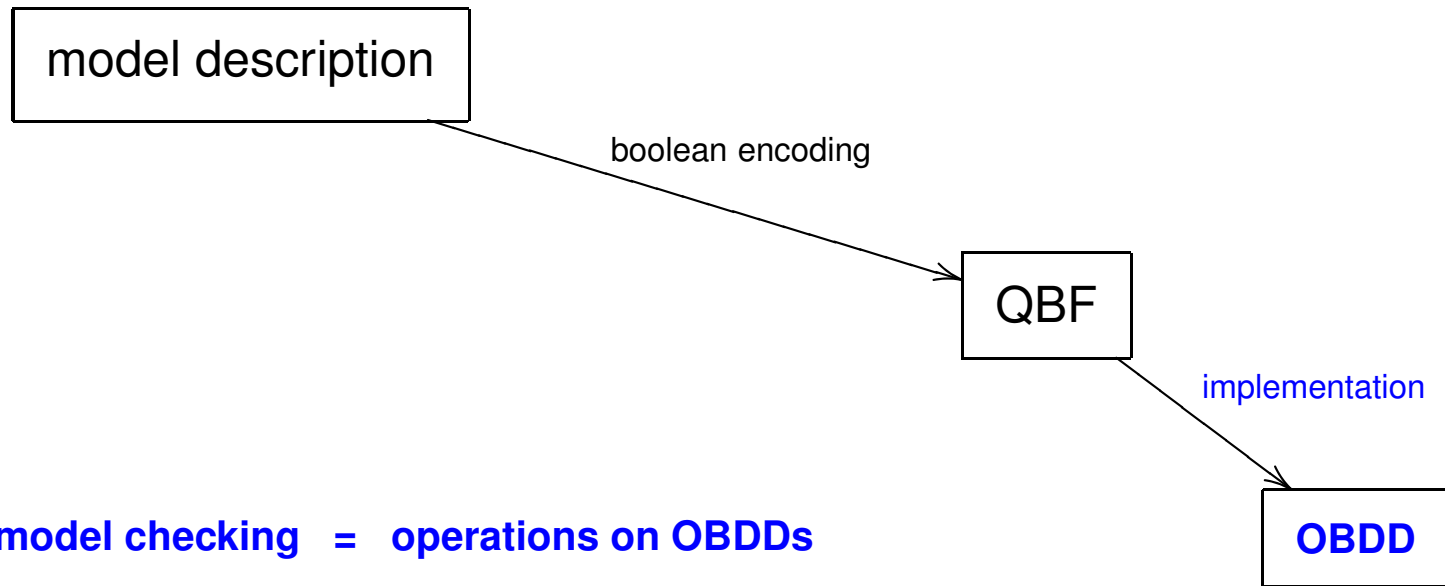 model description
boolean encoding
QBF
implementation
model checking = operations on OBDDs
OBDD